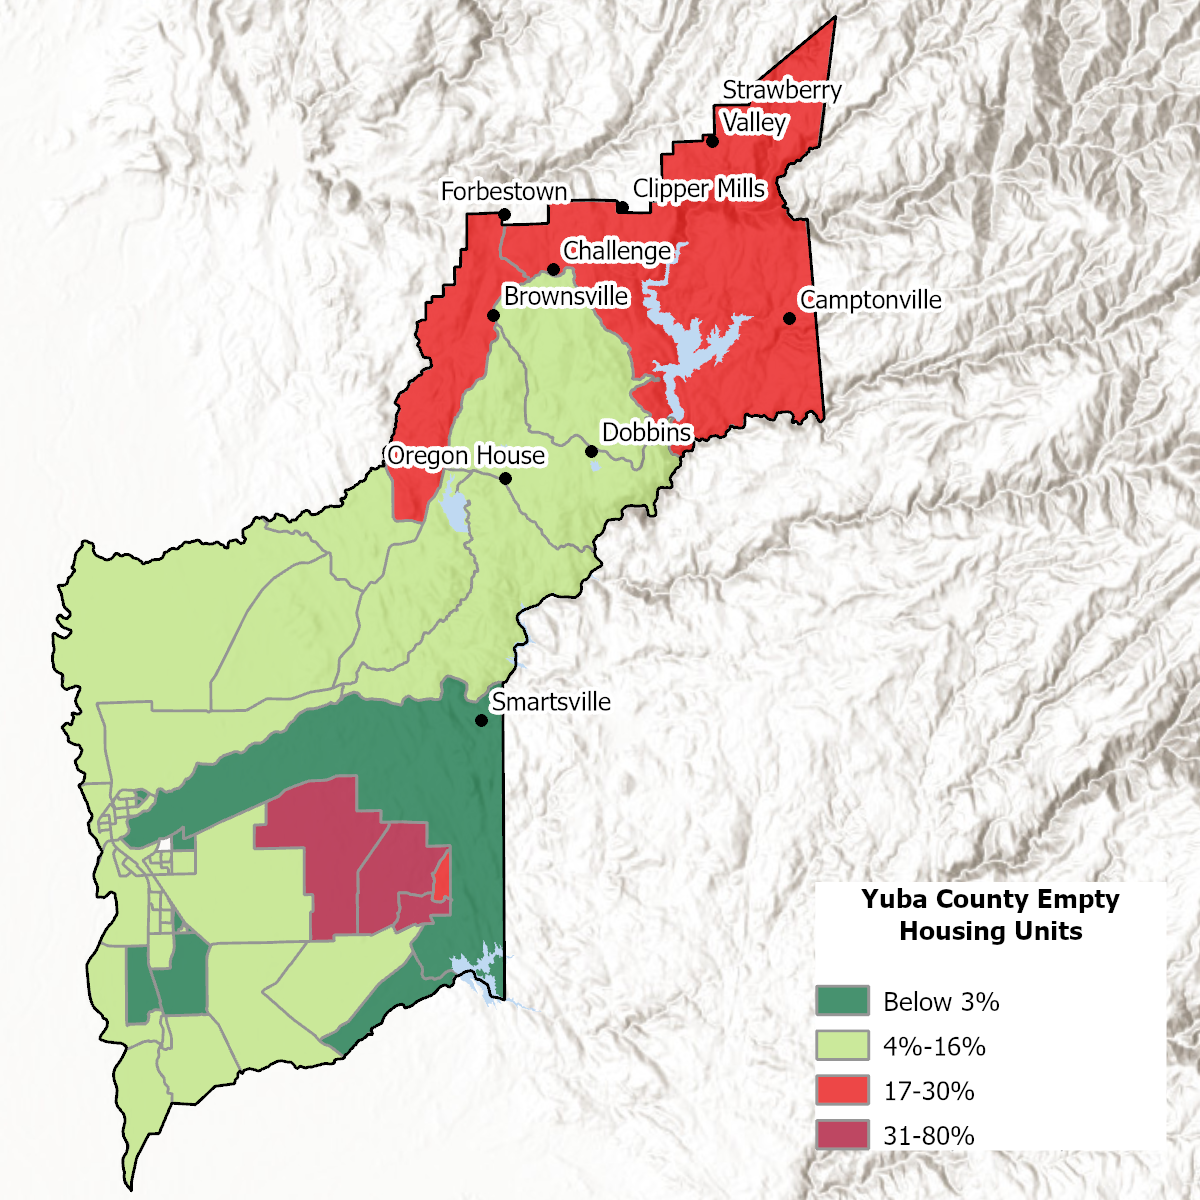 Strawberry
Valley
Forbestown
Clipper Mills
Challenge
Brownsville
Camptonville
Dobbins
Oregon House
Smartsville
Yuba County Empty
Housing Units
Below 3%
4%-16%
17-30%
31-80%